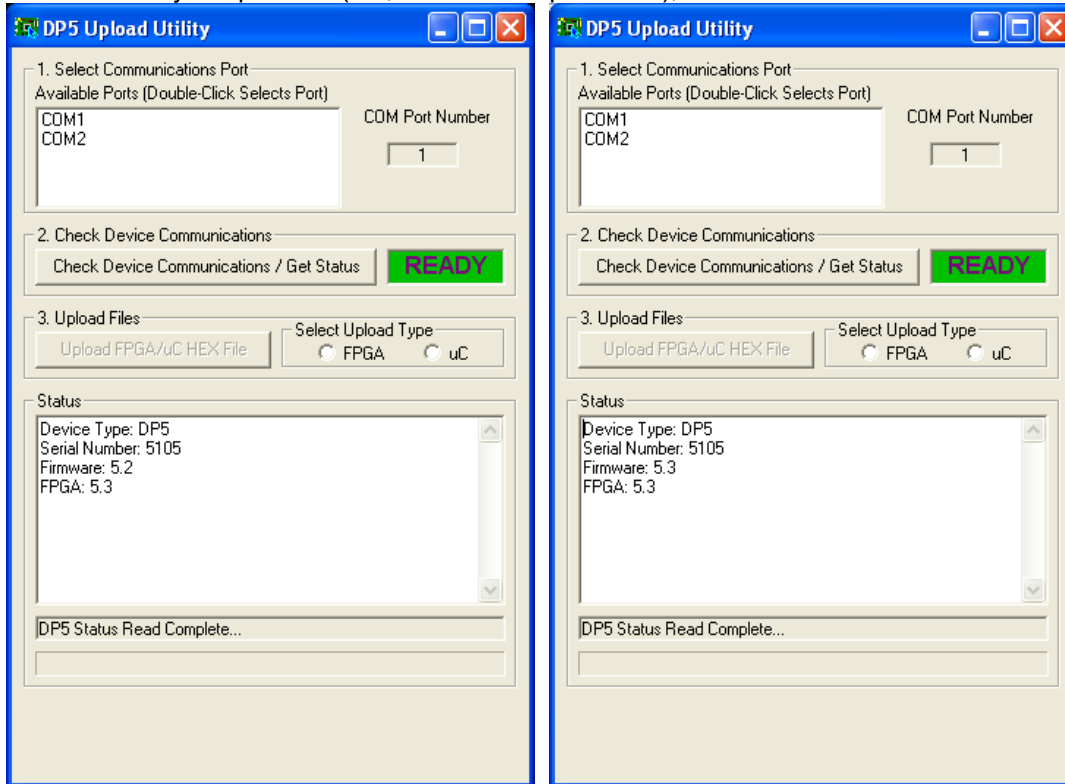 DP5 Upload Utility
1. Select Communications Port
Available Ports (Double-Click Selects Port)
COM1
COM2
COM Port Number
1
2. Check Device Communications
Check Device Communications / Get Status
READY
3. Upload Files
Upload FPGA/uC HEX File
Select Upload Type
FPGA
uC
Status
Device Type: DP5
Serial Number: 5105
Firmware: 5.2
FPGA: 5.3
DP5 Status Read Complete...
DP5 Upload Utility
1. Select Communications Port
Available Ports (Double-Click Selects Port)
COM1
COM2
COM Port Number
1
2. Check Device Communications
Check Device Communications / Get Status
READY
3. Upload Files
Upload FPGA/uC HEX File
Select Upload Type
FPGA
uC
Status
Device Type: DP5
Serial Number: 5105
Firmware: 5.3
FPGA: 5.3
DP5 Status Read Complete...